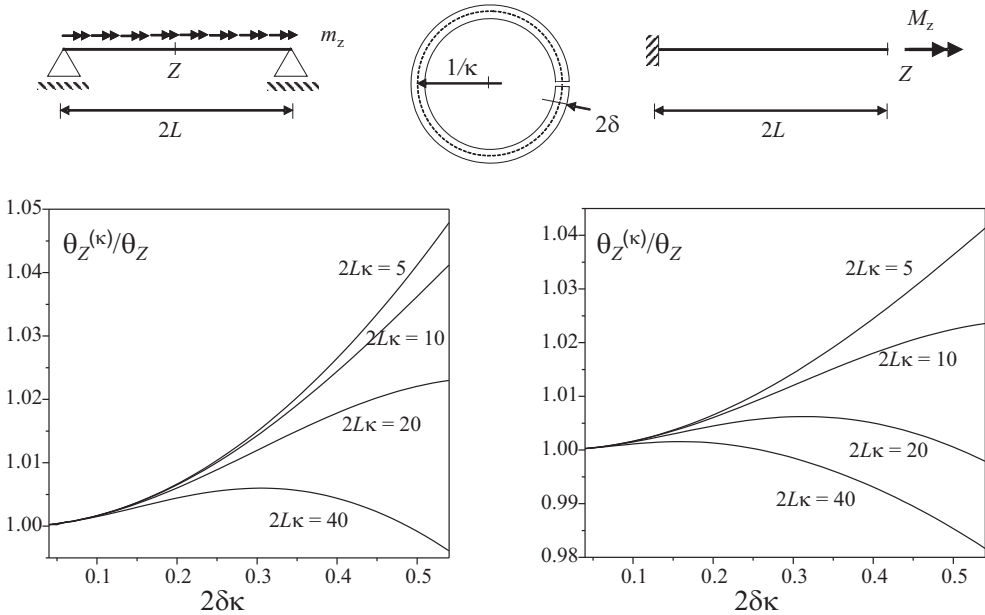 m_z
Z
2L
1/κ
2δ
M_z
Z
2L
1.05
1.04
1.03
1.02
1.01
1.00
θ_Z^(κ)/θ_Z
2Lκ = 5
2Lκ = 10
2Lκ = 20
2Lκ = 40
0.1 0.2 0.3 0.4 0.5
2δκ
1.04
1.03
1.02
1.01
1.00
0.99
0.98
θ_Z^(κ)/θ_Z
2Lκ = 5
2Lκ = 10
2Lκ = 20
2Lκ = 40
0.1 0.2 0.3 0.4 0.5
2δκ